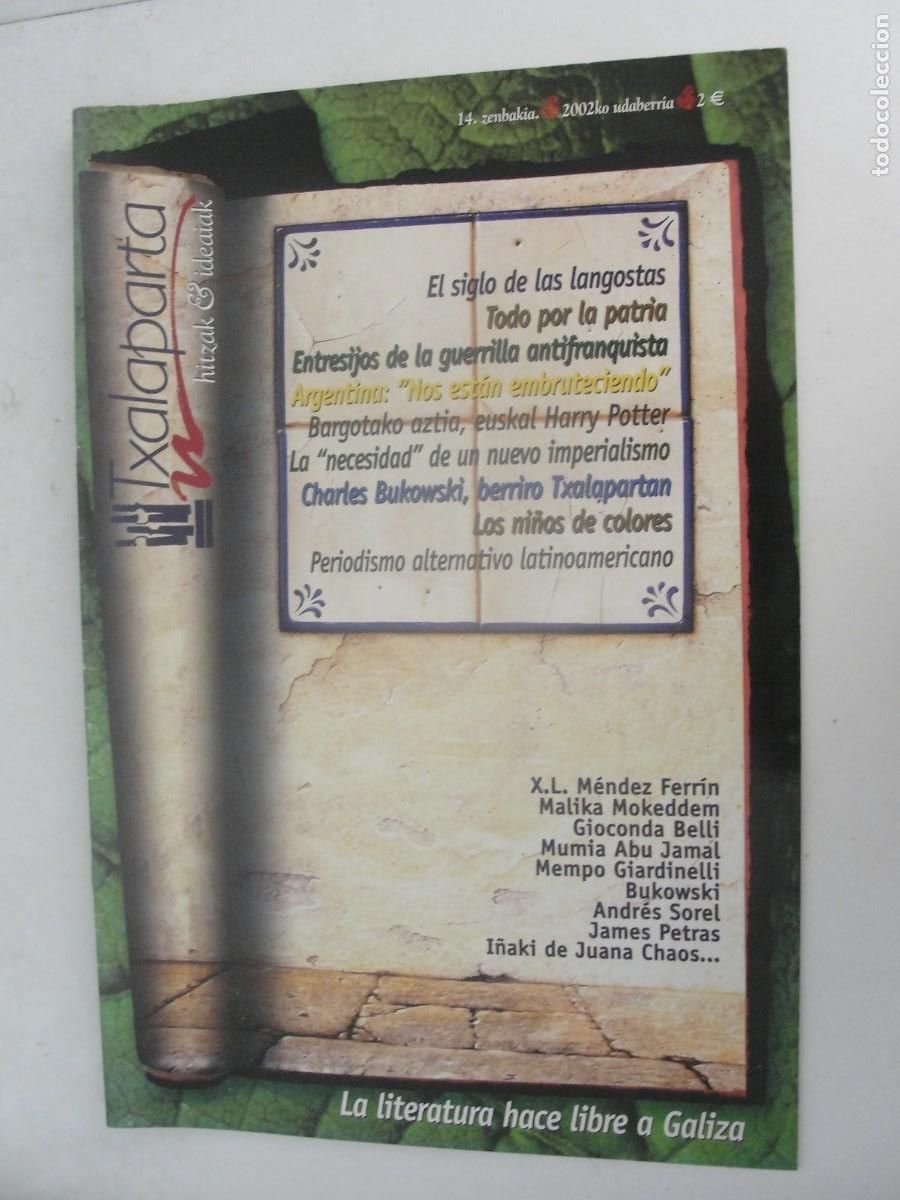 14. zenbakia. 2002ko udaberria 2 €
Txalaparta
hitzak & ideaiak
El siglo de las langostas
Todo por la patria
Entresijos de la guerrilla antifranquista
Argentina: "Nos están embruteciendo"
Bargotako aztia, euskal Harry Potter
La "necesidad" de un nuevo imperialismo
Charles Bukowski, berriro Txalapartan
Los niños de colores
Periodismo alternativo latinoamericano
X.L. Méndez Ferrín
Malika Mokeddem
Gioconda Belli
Mumia Abu Jamal
Mempo Giardinelli
Bukowski
Andrés Sorel
James Petras
Iñaki de Juana Chaos...
La literatura hace libre a Galiza
todocoleccion